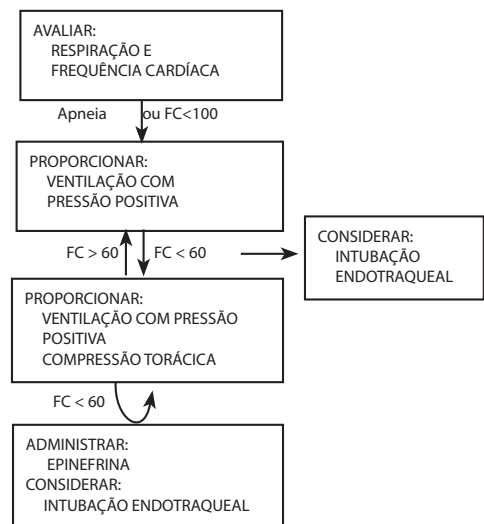 AVALIAR:
RESPIRAÇÃO E
FREQUÊNCIA CARDÍACA
Apneia ou FC<100
PROPORCIONAR:
VENTILAÇÃO COM
PRESSÃO POSITIVA
FC > 60 FC < 60
CONSIDERAR:
INTUBAÇÃO
ENDOTRAQUEAL
PROPORCIONAR:
VENTILAÇÃO COM PRESSÃO
POSITIVA
COMPRESSÃO TORÁCICA
FC < 60
ADMINISTRAR:
EPINEFRINA
CONSIDERAR:
INTUBAÇÃO ENDOTRAQUEAL